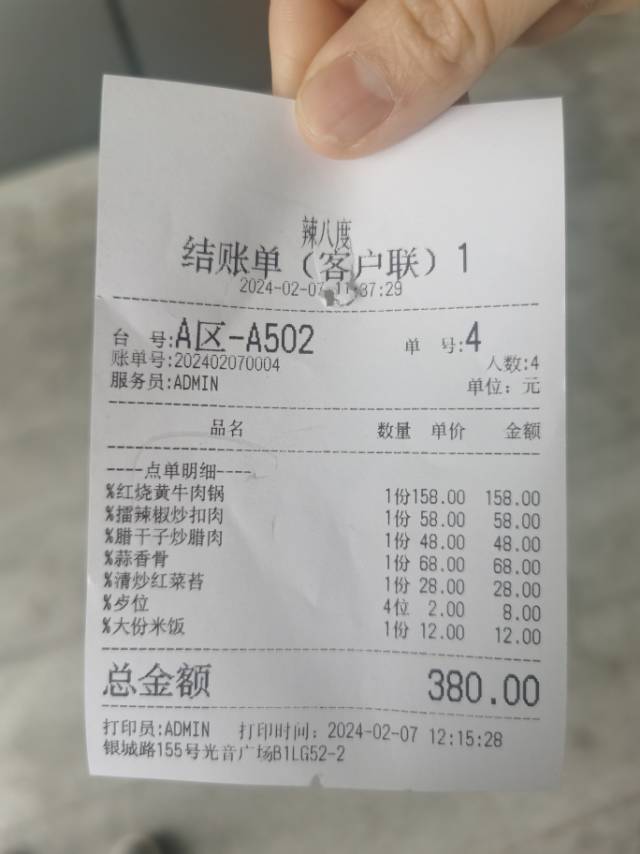 辣八度
结账单（客户联）1
2024-02-07 11:37:29
台 号:A区-A502 单 号:4
账单号:202402070004 人数:4
服务员:ADMIN 单位：元
品名 数量 单价 金额
----点单明细----
%红烧黄牛肉锅 1份 158.00 158.00
%擂辣椒炒扣肉 1份 58.00 58.00
%腊干子炒腊肉 1份 48.00 48.00
%蒜香骨 1份 68.00 68.00
%清炒红菜苔 1份 28.00 28.00
%歺位 4位 2.00 8.00
%大份米饭 1份 12.00 12.00
总金额 380.00
打印员:ADMIN 打印时间：2024-02-07 12:15:28
银城路155号光音广场B1LG52-2